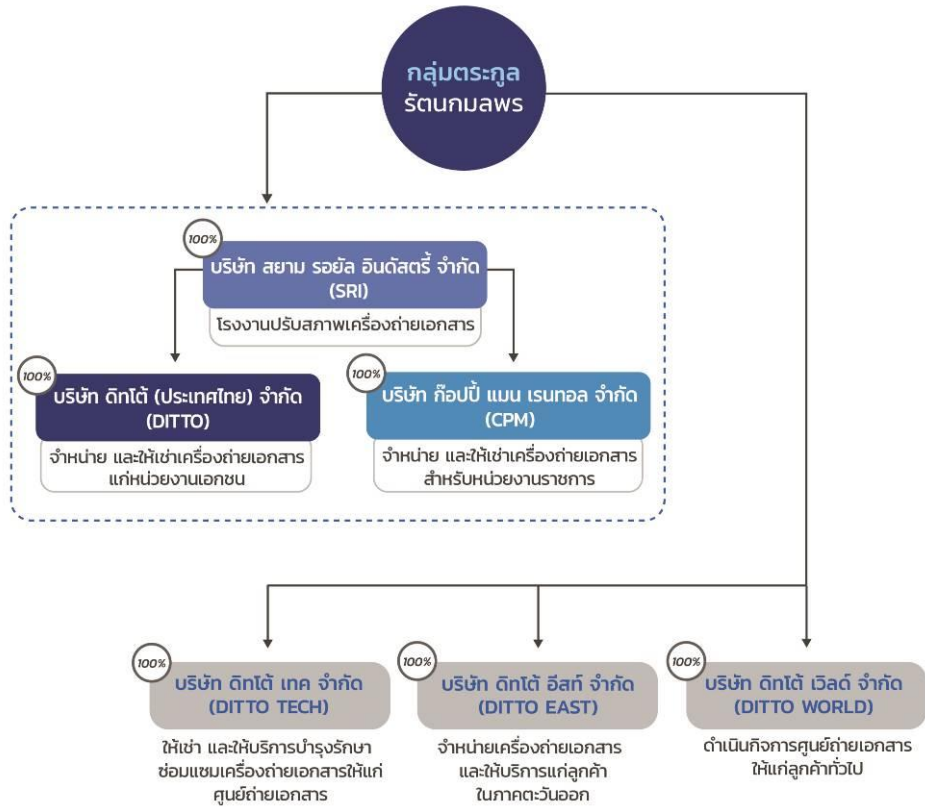 กลุ่มตระกูล
รัตนกมลพร
100%
บริษัท สยาม รอยัล อินดัสตรี้ จำกัด
(SRI)
โรงงานปรับสภาพเครื่องถ่ายเอกสาร
100%
บริษัท ดิทโต้ (ประเทศไทย) จำกัด
(DITTO)
จำหน่าย และให้เช่าเครื่องถ่ายเอกสาร
แก่หน่วยงานเอกชน
100%
บริษัท ก๊อปปี้ แมน เรนทอล จำกัด
(CPM)
จำหน่าย และให้เช่าเครื่องถ่ายเอกสาร
สำหรับหน่วยงานราชการ
100%
บริษัท ดิทโต้ เทค จำกัด
(DITTO TECH)
ให้เช่า และให้บริการบำรุงรักษา
ซ่อมแซมเครื่องถ่ายเอกสารให้แก่
ศูนย์ถ่ายเอกสาร
100%
บริษัท ดิทโต้ อีสท์ จำกัด
(DITTO EAST)
จำหน่ายเครื่องถ่ายเอกสาร
และให้บริการแก่ลูกค้า
ในภาคตะวันออก
100%
บริษัท ดิทโต้ เวิลด์ จำกัด
(DITTO WORLD)
ดำเนินกิจการศูนย์ถ่ายเอกสาร
ให้แก่ลูกค้าทั่วไป